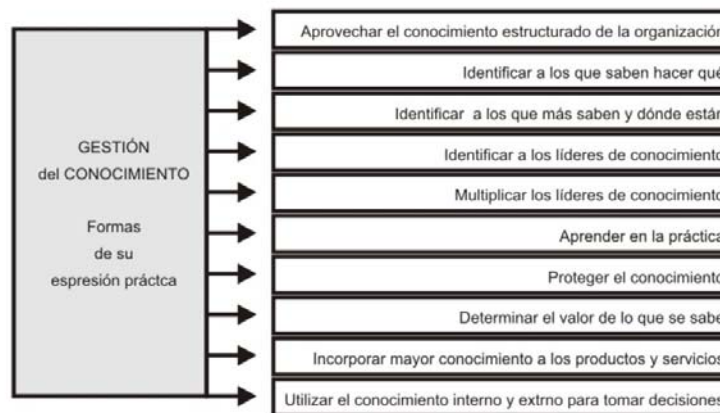 GESTIÓN
del CONOCIMIENTO
Formas
de su
espresión práctca
Aprovechar el conocimiento estructurado de la organización
Identificar a los que saben hacer qué
Identificar a los que más saben y dónde están
Identificar a los líderes de conocimiento
Multiplicar los líderes de conocimiento
Aprender en la práctica
Proteger el conocimiento
Determinar el valor de lo que se sabe
Incorporar mayor conocimiento a los productos y servicios
Utilizar el conocimiento interno y extrno para tomar decisiones